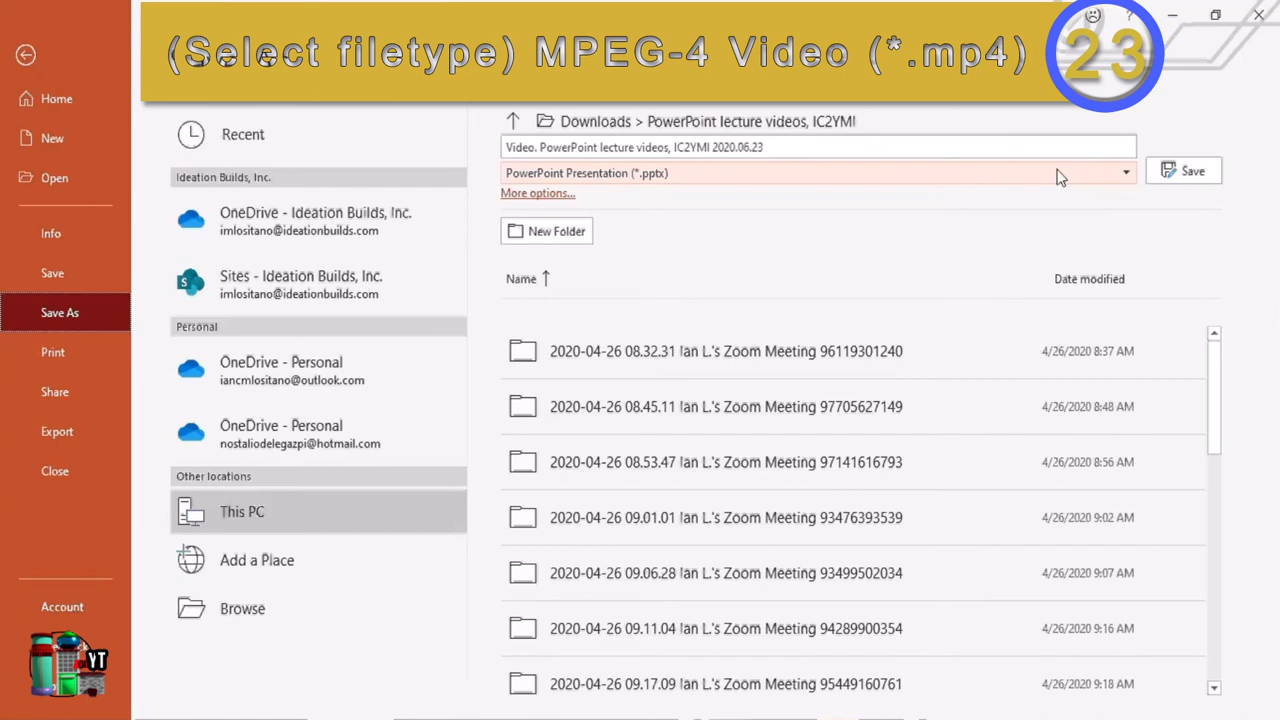 (Select filetype) MPEG-4 Video (*.mp4)
23
?
Home
New
Open
Info
Save
Save As
Print
Share
Export
Close
Account
YT
Recent
Ideation Builds, Inc.
OneDrive - Ideation Builds, Inc.
imlositano@ideationbuilds.com
Sites - Ideation Builds, Inc.
imlositano@ideationbuilds.com
Personal
OneDrive - Personal
iancmlositano@outlook.com
OneDrive - Personal
nostaliodelegazpi@hotmail.com
Other locations
This PC
Add a Place
Browse
Downloads > PowerPoint lecture videos, IC2YMI
Video. PowerPoint lecture videos, IC2YMI 2020.06.23
PowerPoint Presentation (*.pptx)
Save
More options...
New Folder
Name Date modified
2020-04-26 08.32.31 Ian L.'s Zoom Meeting 96119301240 4/26/2020 8:37 AM
2020-04-26 08.45.11 Ian L.'s Zoom Meeting 97705627149 4/26/2020 8:48 AM
2020-04-26 08.53.47 Ian L.'s Zoom Meeting 97141616793 4/26/2020 8:56 AM
2020-04-26 09.01.01 Ian L.'s Zoom Meeting 93476393539 4/26/2020 9:02 AM
2020-04-26 09.06.28 Ian L.'s Zoom Meeting 93499502034 4/26/2020 9:07 AM
2020-04-26 09.11.04 Ian L.'s Zoom Meeting 94289900354 4/26/2020 9:16 AM
2020-04-26 09.17.09 Ian L.'s Zoom Meeting 95449160761 4/26/2020 9:18 AM